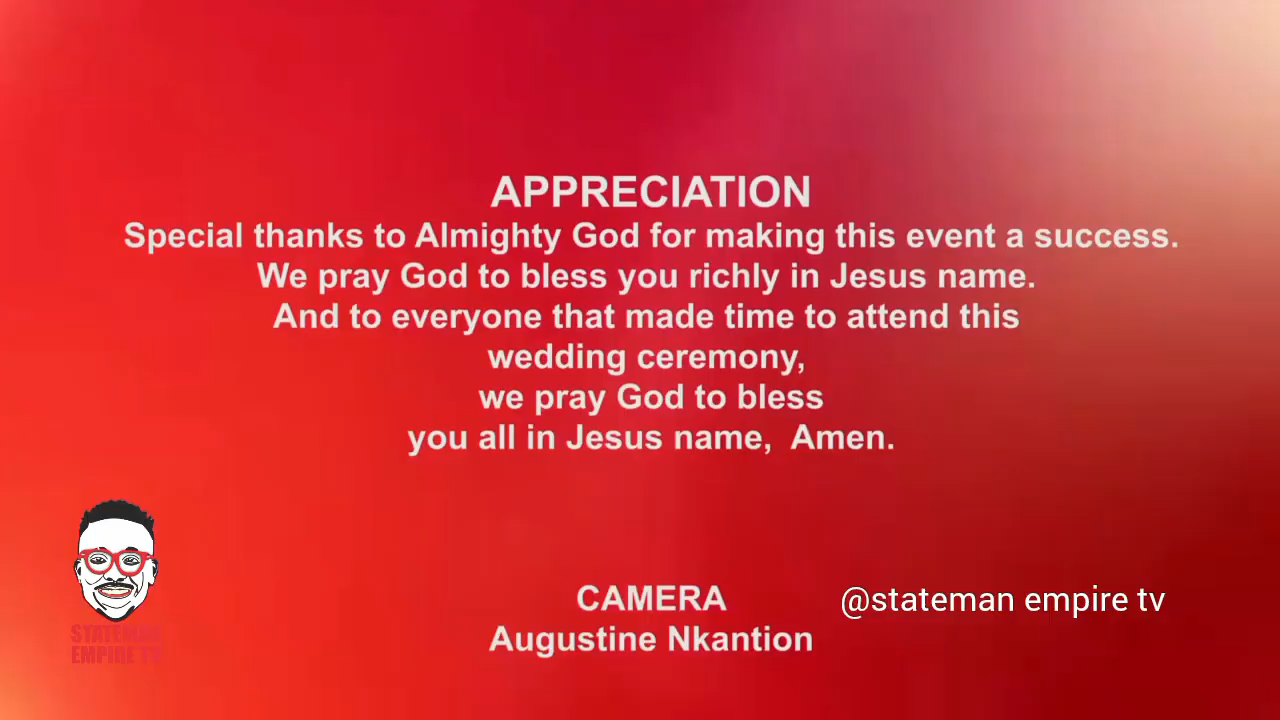 APPRECIATION
Special thanks to Almighty God for making this event a success.
We pray God to bless you richly in Jesus name.
And to everyone that made time to attend this
wedding ceremony,
we pray God to bless
you all in Jesus name, Amen.
CAMERA
Augustine Nkantion
@stateman empire tv
STATEMAN
EMPIRE TV